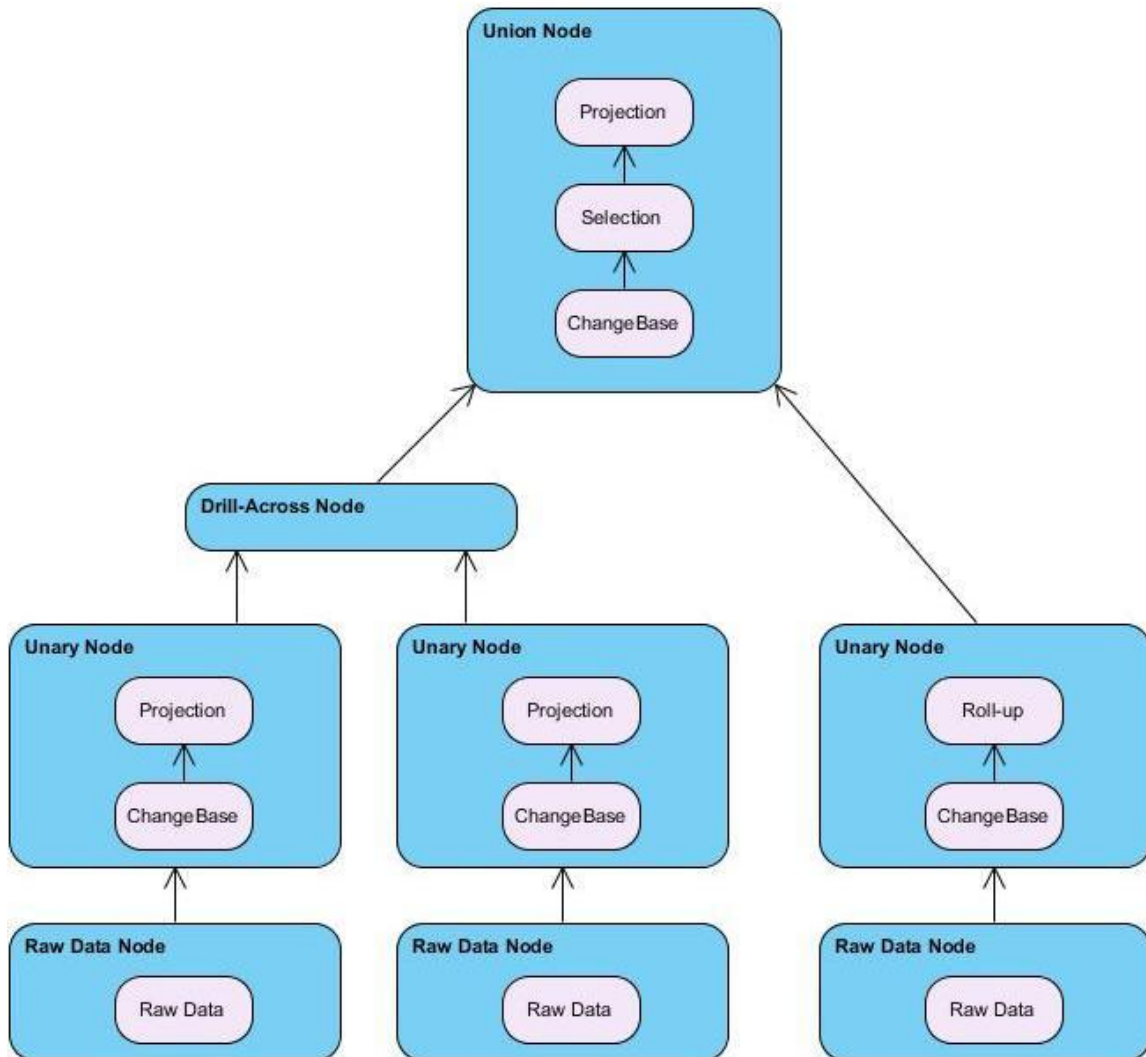 Union Node
Projection
Selection
ChangeBase
Drill-Across Node
Unary Node
Projection
ChangeBase
Unary Node
Projection
ChangeBase
Unary Node
Roll-up
ChangeBase
Raw Data Node
Raw Data
Raw Data Node
Raw Data
Raw Data Node
Raw Data